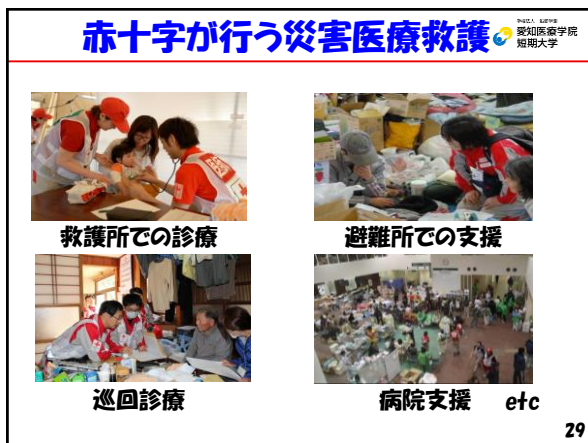 赤十字が行う災害医療救護
愛知医療学院
短期大学
救護所での診療
避難所での支援
巡回診療
病院支援 etc
29